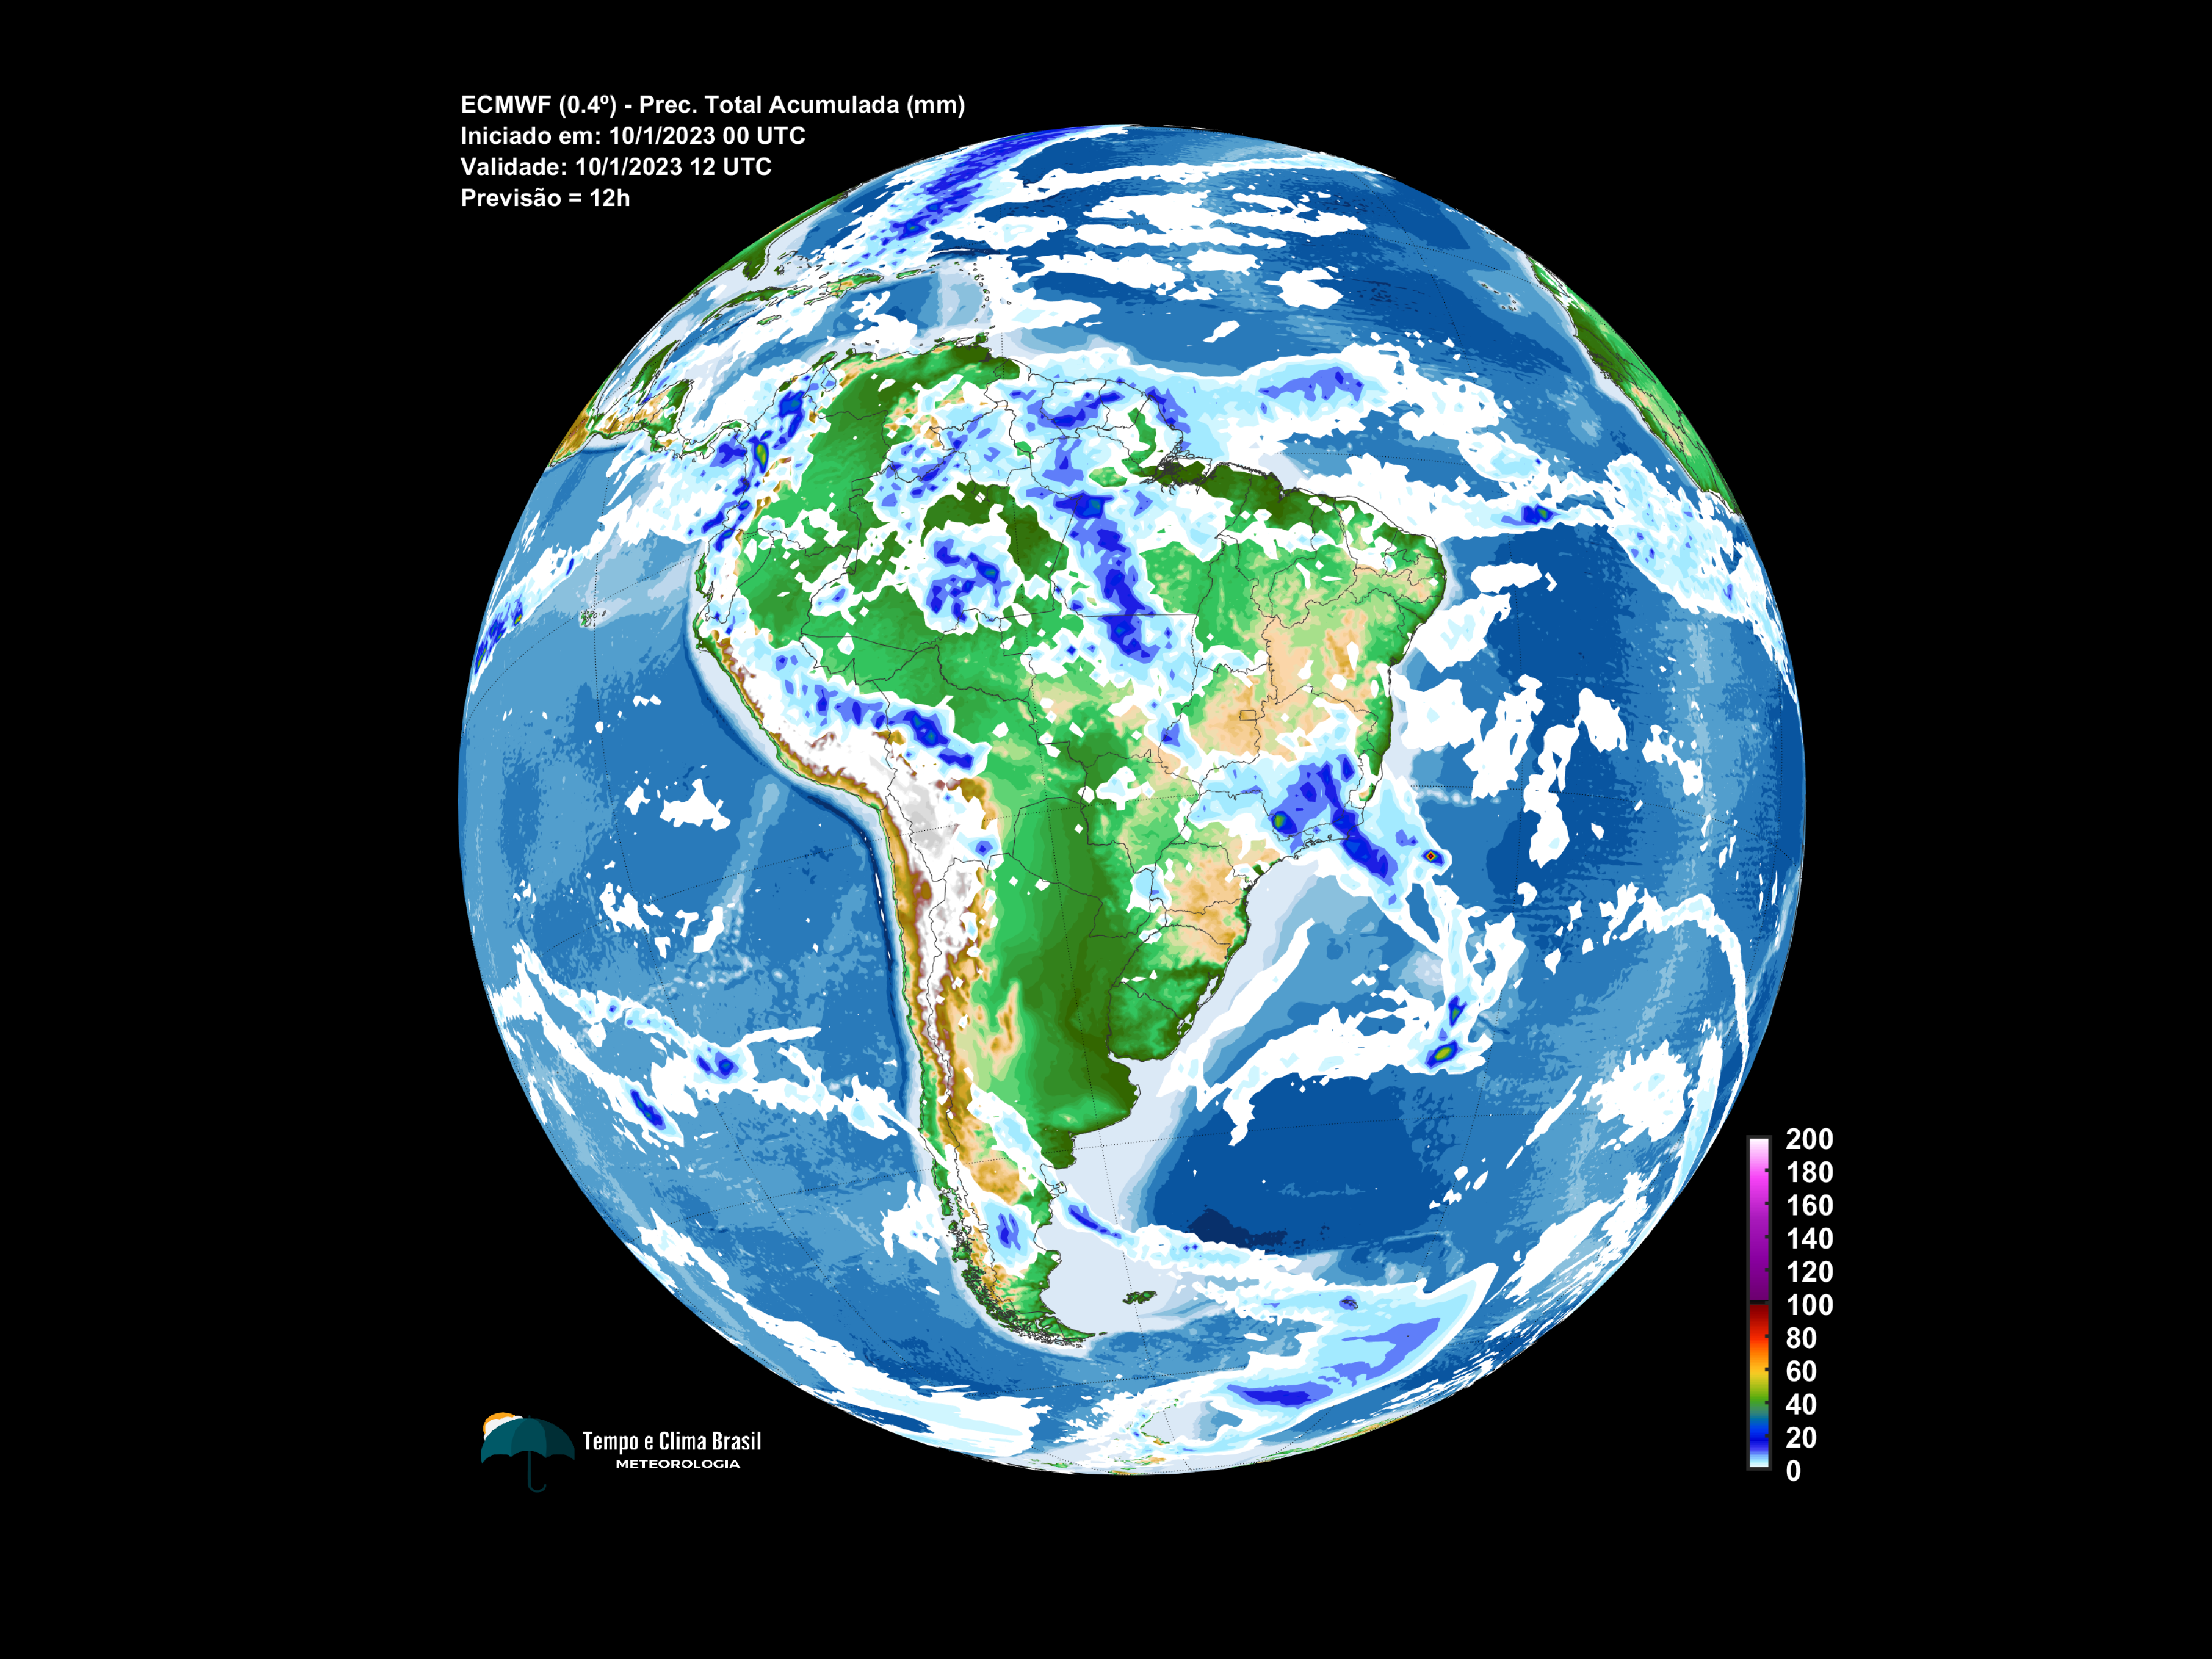 ECMWF (0.4º) - Prec. Total Acumulada (mm)
Iniciado em: 10/1/2023 00 UTC
Validade: 10/1/2023 12 UTC
Previsão = 12h
200
180
160
140
120
100
80
60
40
20
0
Tempo e Clima Brasil
METEOROLOGIA